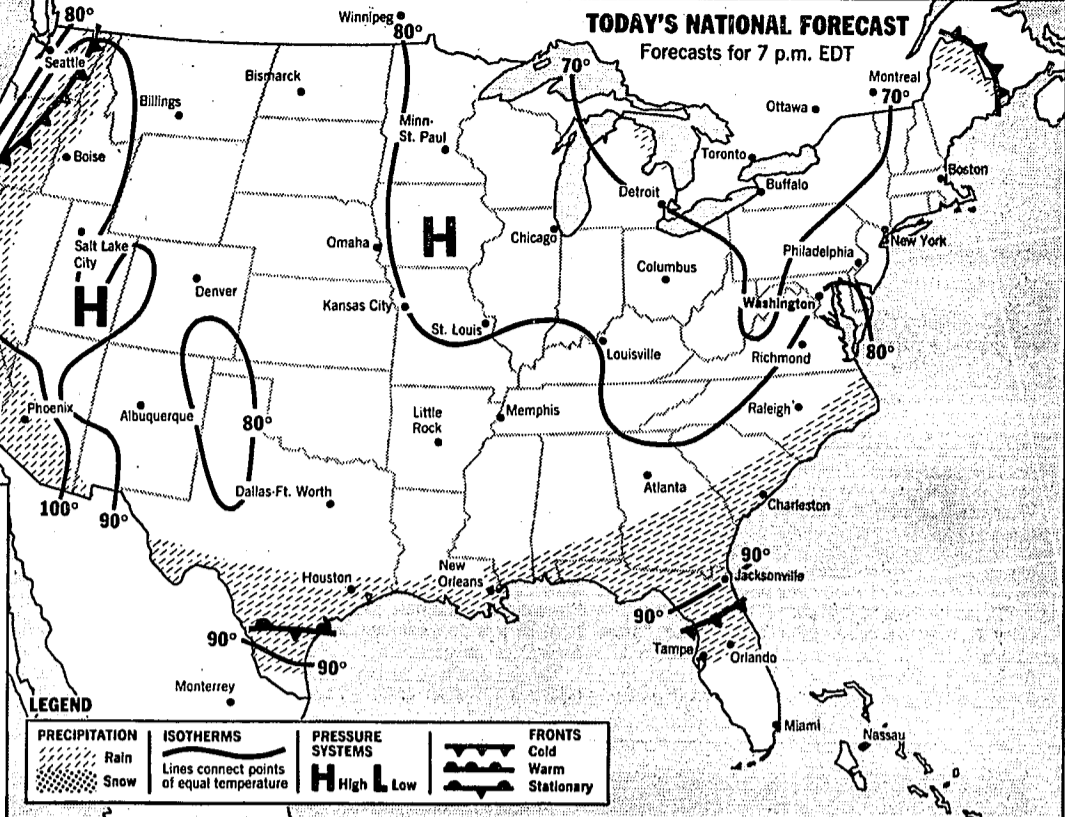 TODAY'S NATIONAL FORECAST
Forecasts for 7 p.m. EDT
Winnipeg
80°
80°
Seattle
Bismarck
Billings
70°
Montreal
70°
Ottawa
Minn-
St. Paul
Toronto
Boise
Boston
Buffalo
Detroit
Salt Lake
City
H
Omaha
H
Chicago
New York
Philadelphia
Columbus
Denver
Kansas City
Washington
St. Louis
Louisville
Richmond
80°
Phoenix
Albuquerque
80°
Little
Rock
Memphis
Raleigh
Dallas-Ft. Worth
Atlanta
100°
90°
Charleston
90°
New
Orleans
Houston
Jacksonville
90°
90°
90°
Tampa
Orlando
Monterrey
Miami
Nassau
LEGEND
PRECIPITATION
Rain
Snow
ISOTHERMS
Lines connect points
of equal temperature
PRESSURE
SYSTEMS
H High L Low
FRONTS
Cold
Warm
Stationary